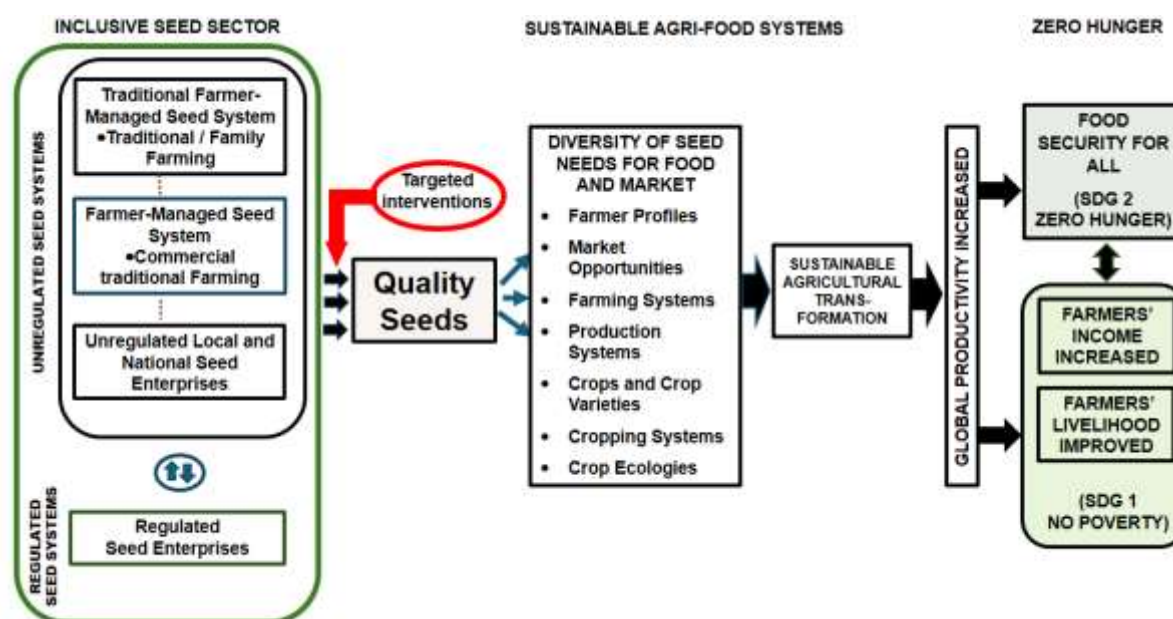 INCLUSIVE SEED SECTOR
SUSTAINABLE AGRI-FOOD SYSTEMS
ZERO HUNGER
UNREGULATED SEED SYSTEMS
Traditional Farmer-
Managed Seed System
•Traditional / Family
Farming
Farmer-Managed Seed
System
•Commercial
traditional Farming
Unregulated Local and
National Seed
Enterprises
REGULATED
SEED SYSTEMS
Regulated
Seed Enterprises
Targeted
interventions
Quality
Seeds
DIVERSITY OF SEED
NEEDS FOR FOOD
AND MARKET
• Farmer Profiles
• Market
Opportunities
• Farming Systems
• Production
Systems
• Crops and Crop
Varieties
• Cropping Systems
• Crop Ecologies
SUSTAINABLE
AGRICULTURAL
TRANS-
FORMATION
GLOBAL PRODUCTIVITY INCREASED
FOOD
SECURITY FOR
ALL
(SDG 2
ZERO HUNGER)
FARMERS'
INCOME
INCREASED
FARMERS'
LIVELIHOOD
IMPROVED
(SDG 1
NO POVERTY)